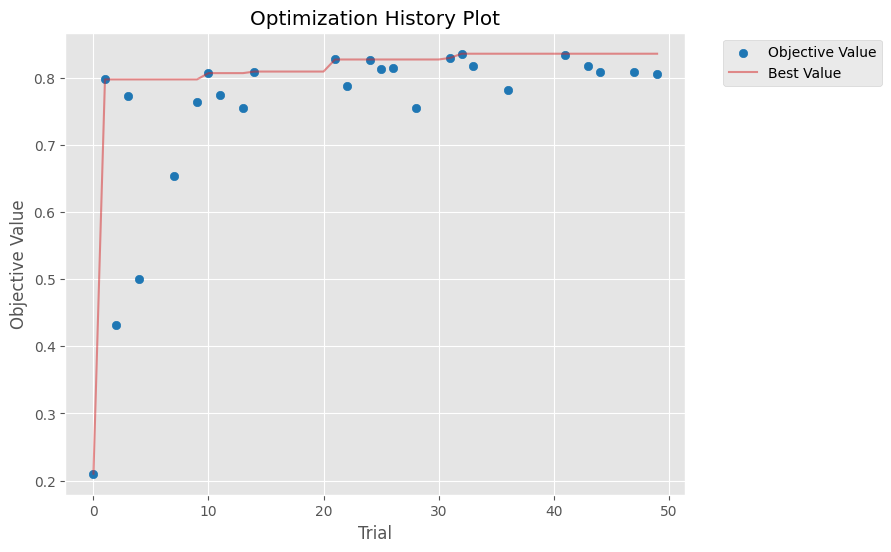 Optimization History Plot
Objective Value
Best Value
Objective Value
0.8
0.7
0.6
0.5
0.4
0.3
0.2
0 10 20 30 40 50
Trial